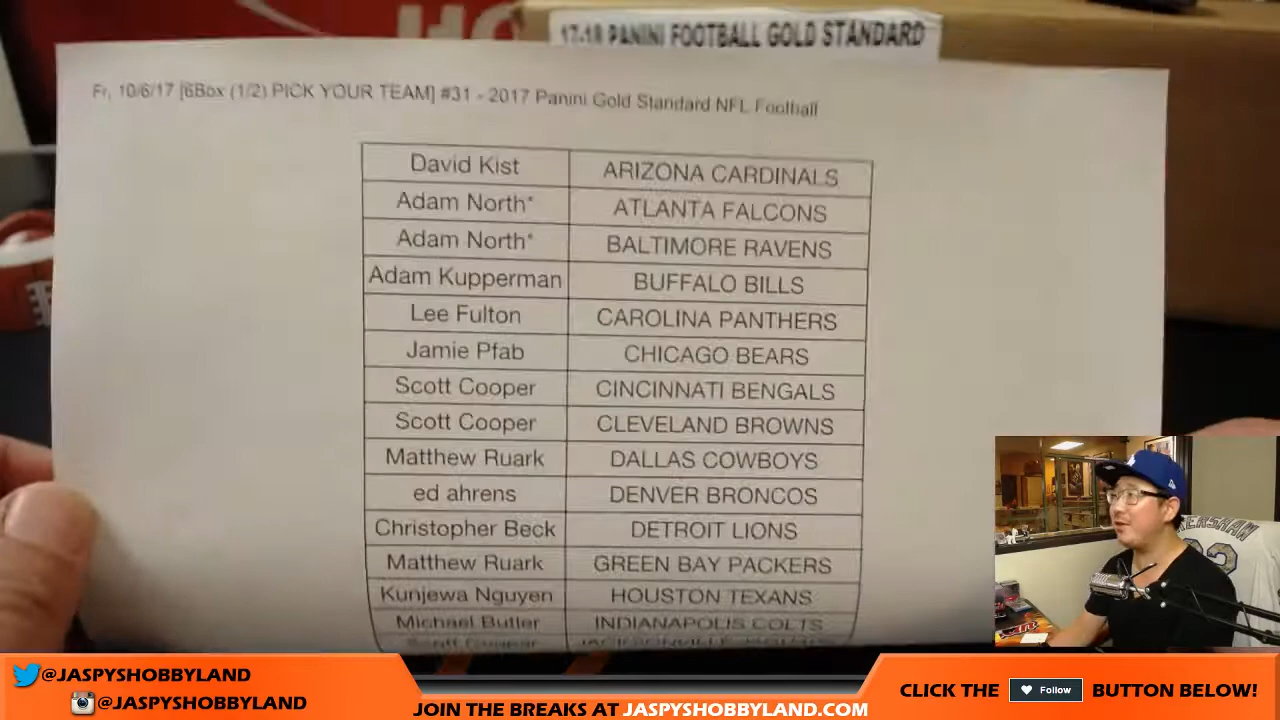 17-18 PANINI FOOTBALL GOLD STANDARD
Fr, 10/6/17 [6Box (1/2) PICK YOUR TEAM] #31 - 2017 Panini Gold Standard NFL Football
David Kist ARIZONA CARDINALS
Adam North* ATLANTA FALCONS
Adam North* BALTIMORE RAVENS
Adam Kupperman BUFFALO BILLS
Lee Fulton CAROLINA PANTHERS
Jamie Pfab CHICAGO BEARS
Scott Cooper CINCINNATI BENGALS
Scott Cooper CLEVELAND BROWNS
Matthew Ruark DALLAS COWBOYS
ed ahrens DENVER BRONCOS
Christopher Beck DETROIT LIONS
Matthew Ruark GREEN BAY PACKERS
Kunjewa Nguyen HOUSTON TEXANS
Michael Butler INDIANAPOLIS COLTS
Scott Cooper
KERSHAW
@JASPYSHOBBYLAND
@JASPYSHOBBYLAND
JOIN THE BREAKS AT JASPYSHOBBYLAND.COM
CLICK THE Follow BUTTON BELOW!